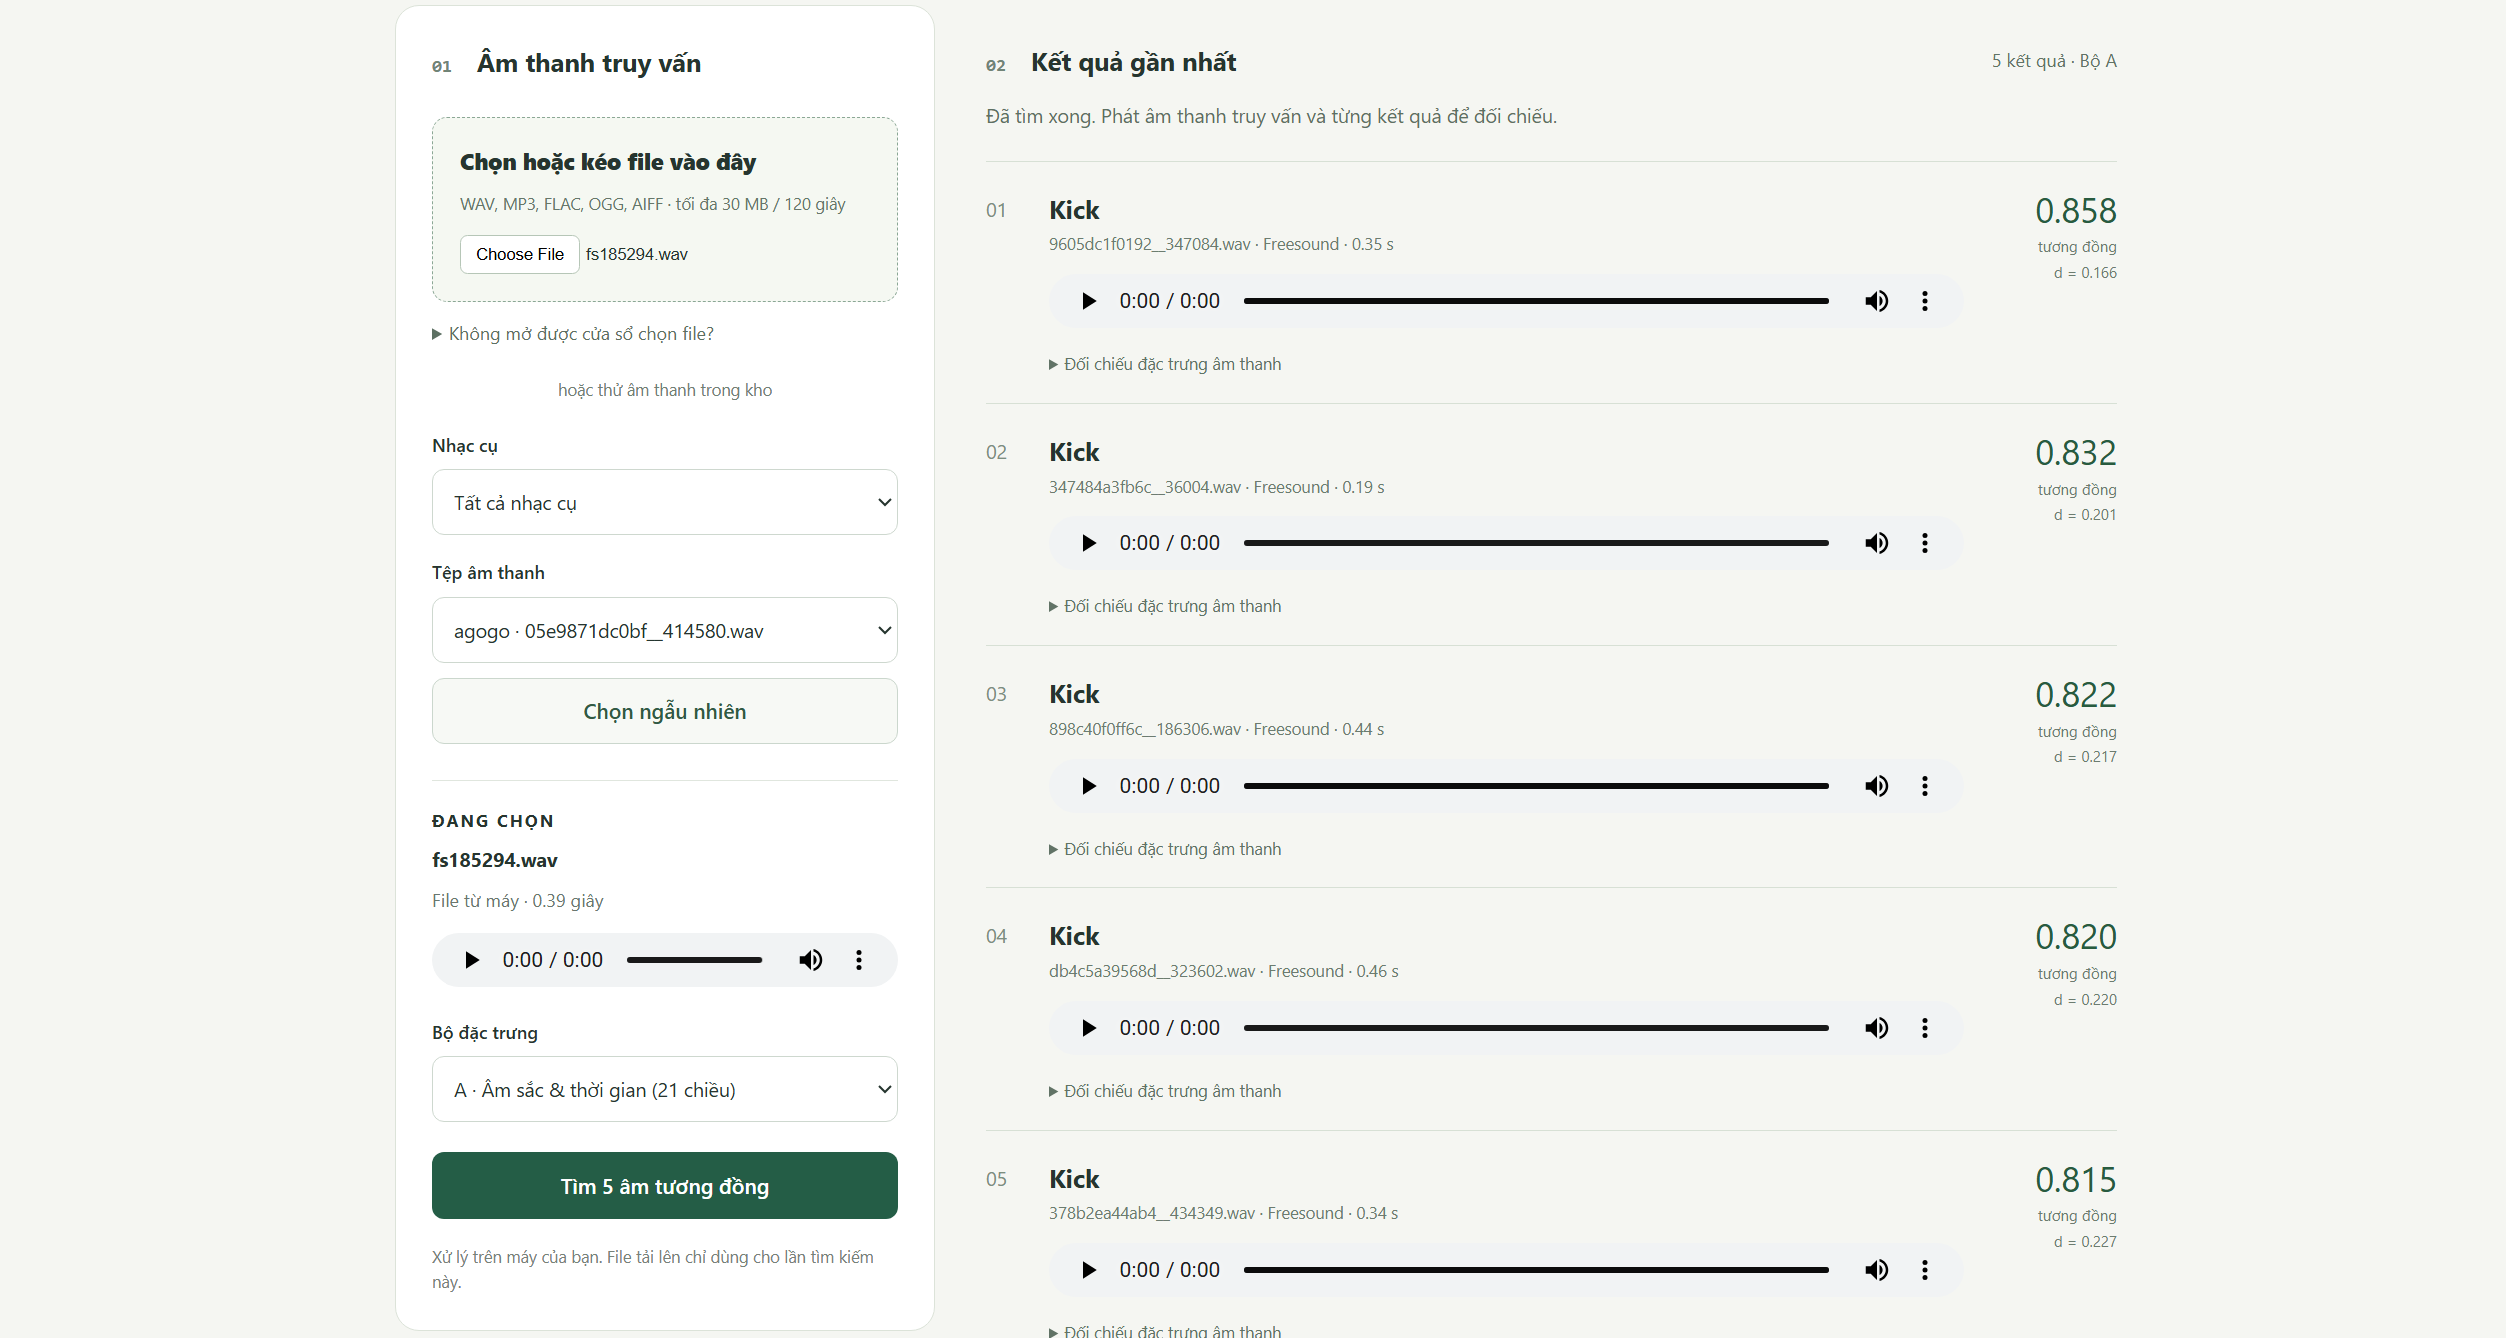 01 Âm thanh truy vấn
Chọn hoặc kéo file vào đây
WAV, MP3, FLAC, OGG, AIFF · tối đa 30 MB / 120 giây
Choose File fs185294.wav
Không mở được cửa sổ chọn file?
hoặc thử âm thanh trong kho
Nhạc cụ
Tất cả nhạc cụ
Tệp âm thanh
agogo · 05e9871dc0bf__414580.wav
Chọn ngẫu nhiên
ĐANG CHỌN
fs185294.wav
File từ máy · 0.39 giây
0:00 / 0:00
Bộ đặc trưng
A · Âm sắc & thời gian (21 chiều)
Tìm 5 âm tương đồng
Xử lý trên máy của bạn. File tải lên chỉ dùng cho lần tìm kiếm
này.
02 Kết quả gần nhất
5 kết quả · Bộ A
Đã tìm xong. Phát âm thanh truy vấn và từng kết quả để đối chiếu.
01 Kick
9605dc1f0192__347084.wav · Freesound · 0.35 s
0:00 / 0:00
Đối chiếu đặc trưng âm thanh
0.858
tương đồng
d = 0.166
02 Kick
347484a3fb6c__36004.wav · Freesound · 0.19 s
0:00 / 0:00
Đối chiếu đặc trưng âm thanh
0.832
tương đồng
d = 0.201
03 Kick
898c40f0ff6c__186306.wav · Freesound · 0.44 s
0:00 / 0:00
Đối chiếu đặc trưng âm thanh
0.822
tương đồng
d = 0.217
04 Kick
db4c5a39568d__323602.wav · Freesound · 0.46 s
0:00 / 0:00
Đối chiếu đặc trưng âm thanh
0.820
tương đồng
d = 0.220
05 Kick
378b2ea44ab4__434349.wav · Freesound · 0.34 s
0:00 / 0:00
Đối chiếu đặc trưng âm thanh
0.815
tương đồng
d = 0.227